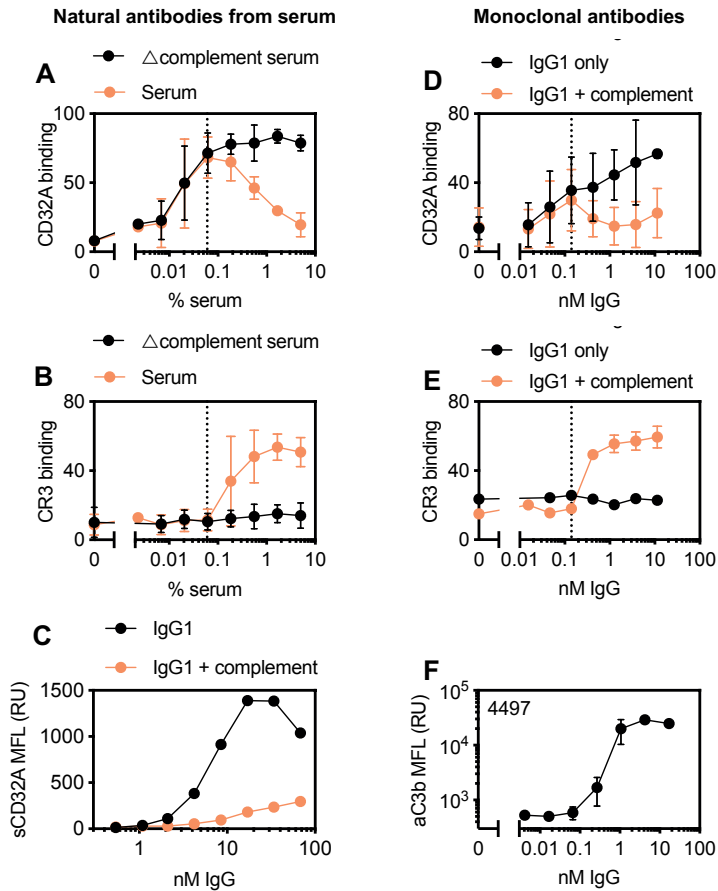 Natural antibodies from serum
Monoclonal antibodies
A
△complement serum
Serum
100
50
0
CD32A binding
0
0.01
0.1
1
10
% serum
D
IgG1 only
IgG1 + complement
80
40
0
CD32A binding
0
0.01
0.1
1
10
100
nM IgG
B
△complement serum
Serum
80
40
0
CR3 binding
0
0.01
0.1
1
10
% serum
E
IgG1 only
IgG1 + complement
80
40
0
CR3 binding
0
0.01
0.1
1
10
100
nM IgG
C
IgG1
IgG1 + complement
1500
1000
500
0
sCD32A MFL (RU)
1
10
100
nM IgG
F
4497
10⁵
10⁴
10³
aC3b MFL (RU)
0
0.01
0.1
1
10
100
nM IgG